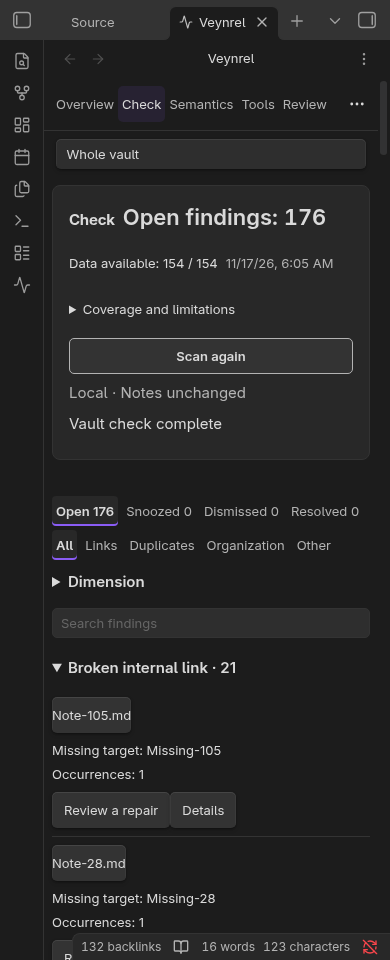 Source
Veynrel
Veynrel
Overview Check Semantics Tools Review
Whole vault
Check Open findings: 176
Data available: 154 / 154 11/17/26, 6:05 AM
Coverage and limitations
Scan again
Local · Notes unchanged
Vault check complete
Open 176 Snoozed 0 Dismissed 0 Resolved 0
All Links Duplicates Organization Other
Dimension
Search findings
Broken internal link · 21
Note-105.md
Missing target: Missing-105
Occurrences: 1
Review a repair Details
Note-28.md
Missing target: Missing-28
Occurrences: 1
132 backlinks 16 words 123 characters